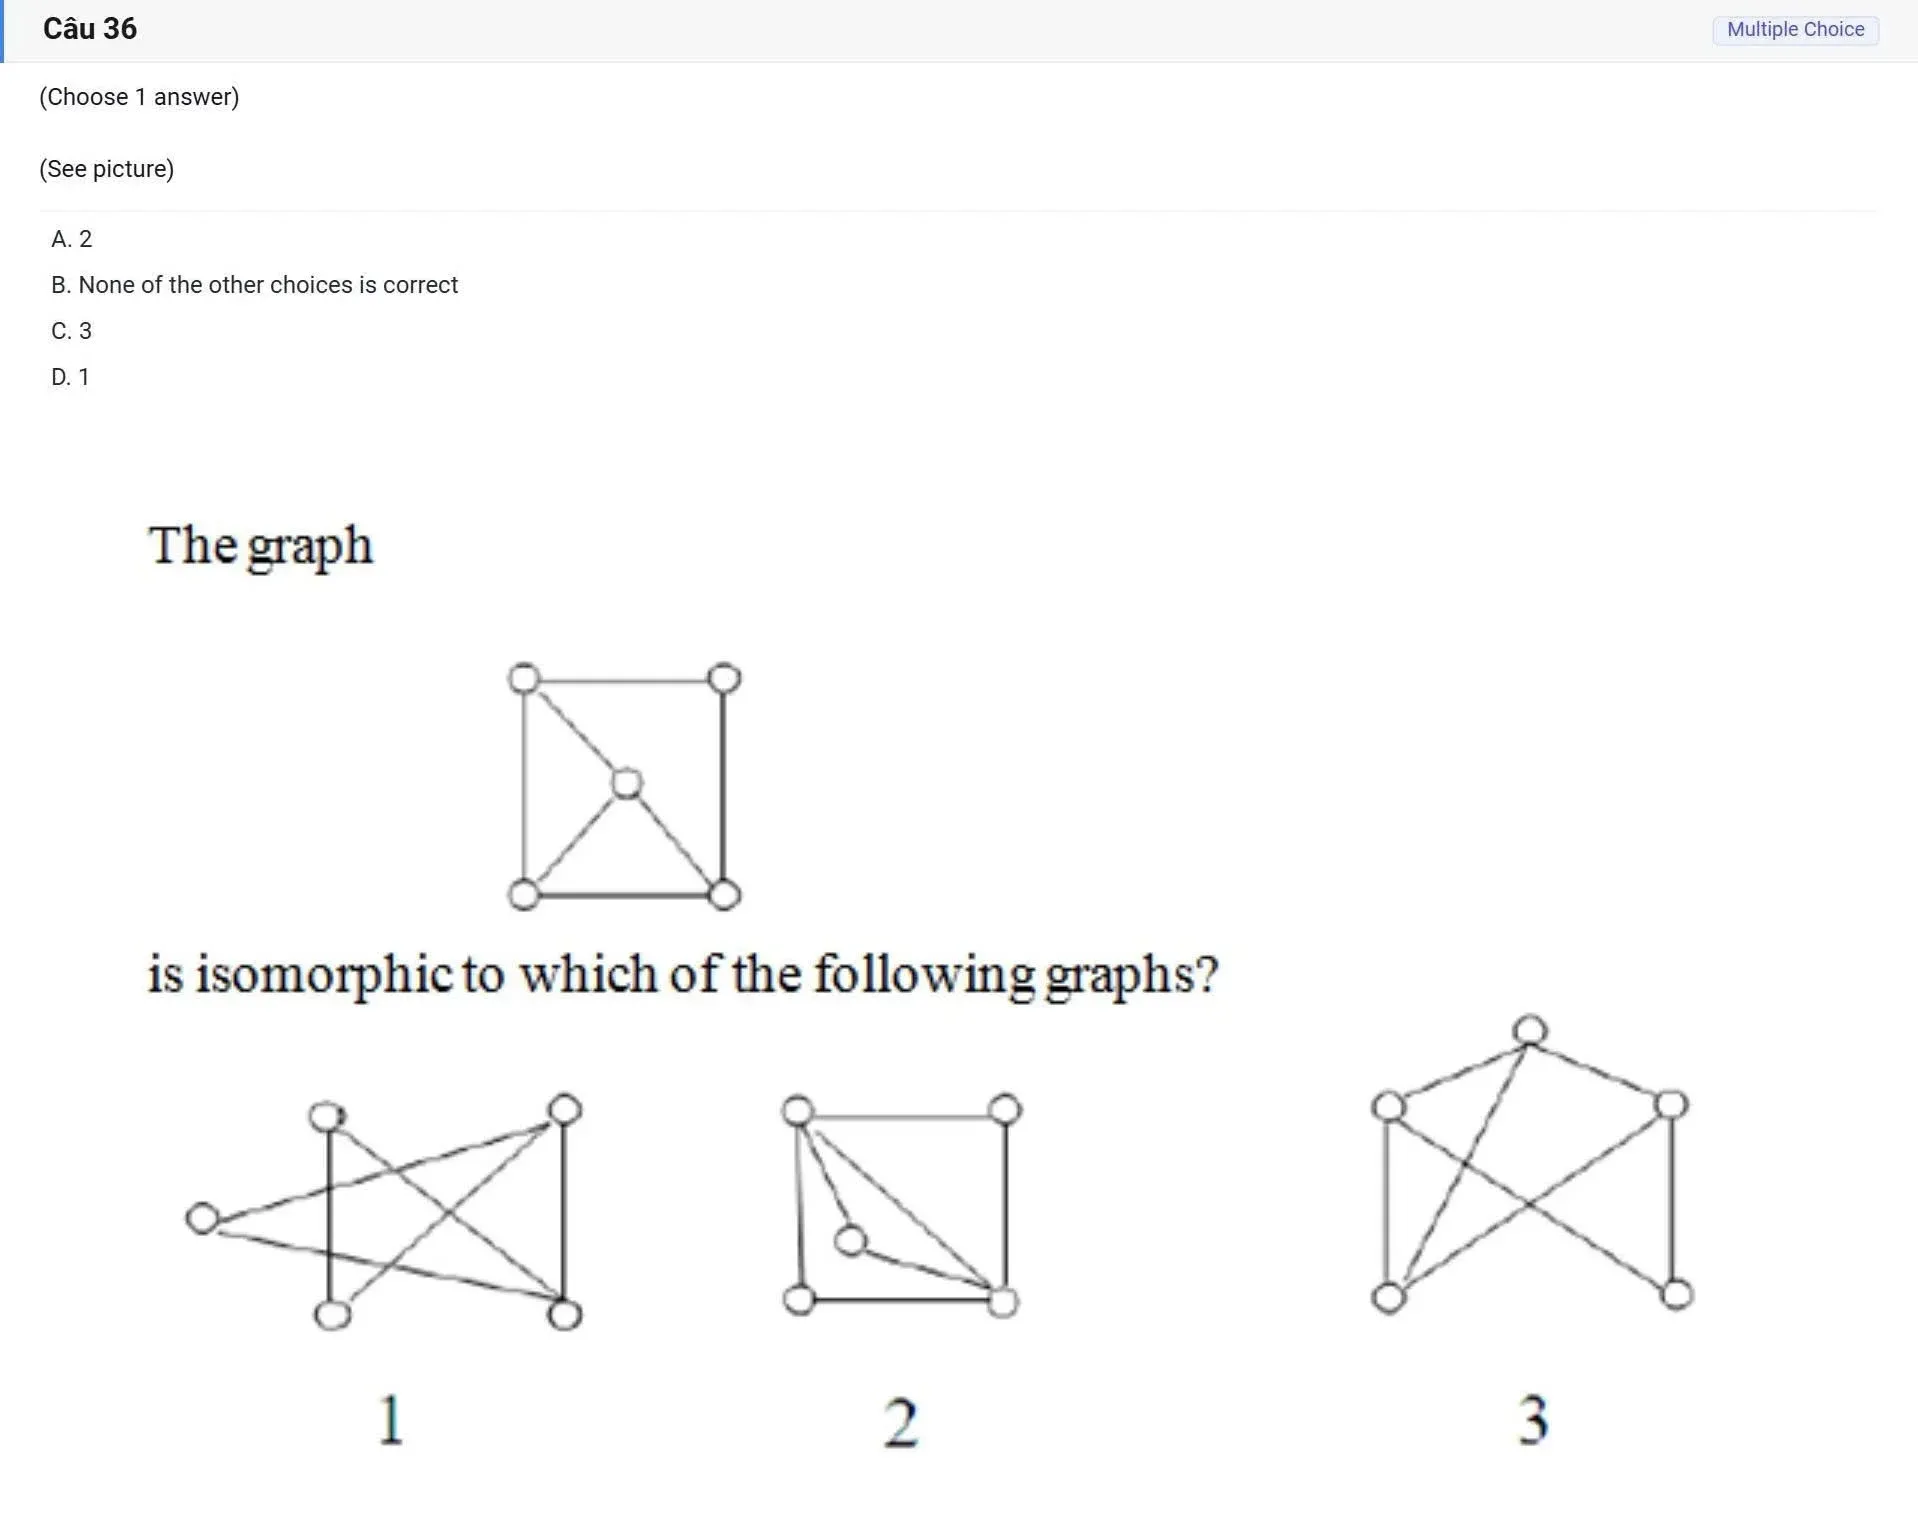 Câu 36
Multiple Choice
(Choose 1 answer)
(See picture)
A. 2
B. None of the other choices is correct
C. 3
D. 1
The graph
is isomorphic to which of the following graphs?
1
2
3